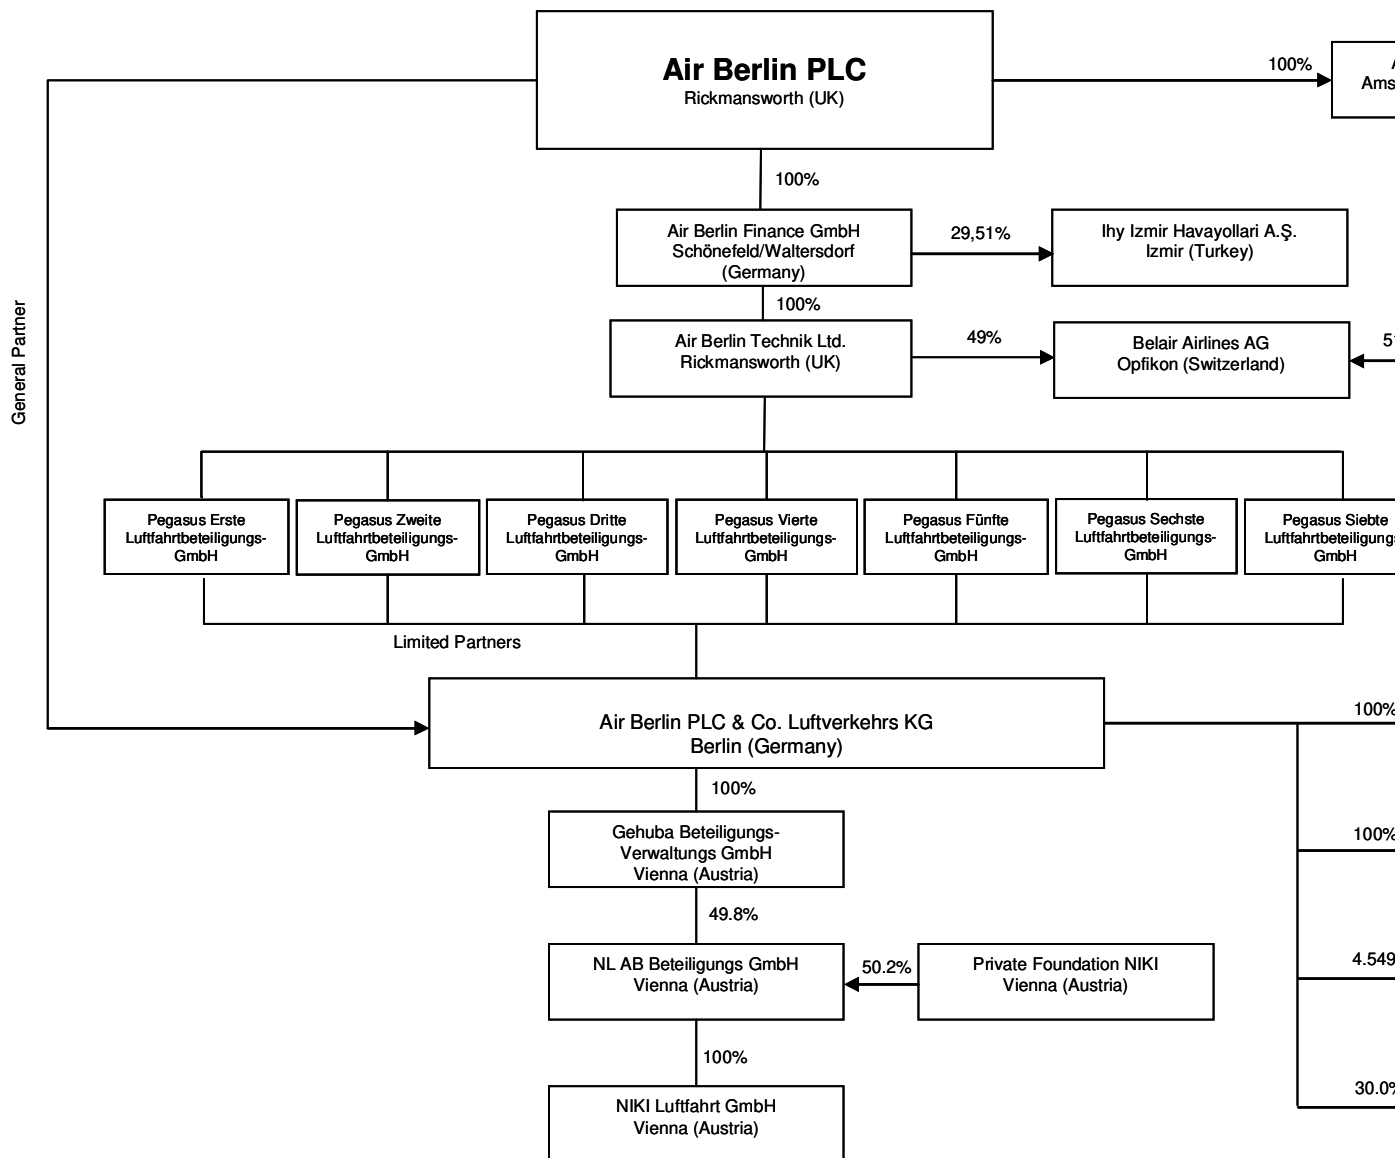 Air Berlin PLC
Rickmansworth (UK)
100%
100%
Air Berlin Finance GmbH
Schönefeld/Waltersdorf
(Germany)
29,51%
Ihy Izmir Havayollari A.Ş.
Izmir (Turkey)
100%
General Partner
Air Berlin Technik Ltd.
Rickmansworth (UK)
49%
Belair Airlines AG
Opfikon (Switzerland)
Pegasus Erste
Luftfahrtbeteiligungs-
GmbH
Pegasus Zweite
Luftfahrtbeteiligungs-
GmbH
Pegasus Dritte
Luftfahrtbeteiligungs-
GmbH
Pegasus Vierte
Luftfahrtbeteiligungs-
GmbH
Pegasus Fünfte
Luftfahrtbeteiligungs-
GmbH
Pegasus Sechste
Luftfahrtbeteiligungs-
GmbH
Pegasus Siebte
Luftfahrtbeteiligungs-
GmbH
Limited Partners
Air Berlin PLC & Co. Luftverkehrs KG
Berlin (Germany)
100%
100%
Gehuba Beteiligungs-
Verwaltungs GmbH
Vienna (Austria)
100%
49.8%
NL AB Beteiligungs GmbH
Vienna (Austria)
50.2%
Private Foundation NIKI
Vienna (Austria)
4.549
100%
NIKI Luftfahrt GmbH
Vienna (Austria)
30.0%